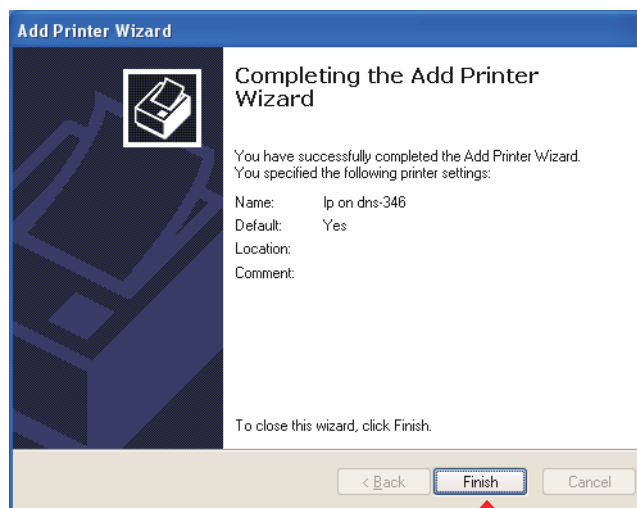 Add Printer Wizard
Completing the Add Printer
Wizard
You have successfully completed the Add Printer Wizard.
You specified the following printer settings:
Name: lp on dns-346
Default: Yes
Location:
Comment:
To close this wizard, click Finish.
< Back Finish Cancel